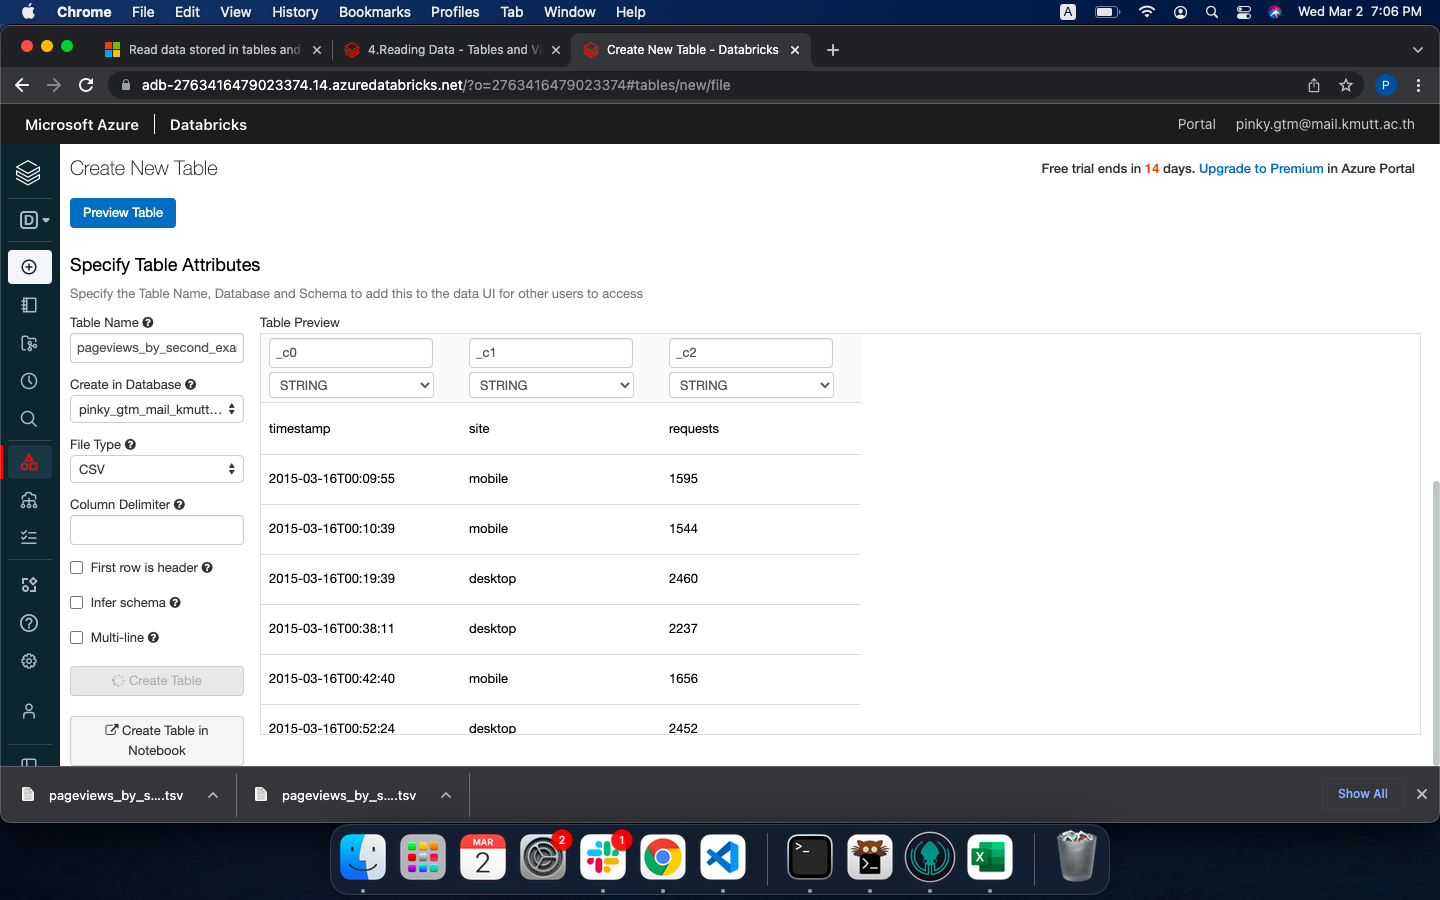 Chrome File Edit View History Bookmarks Profiles Tab Window Help A Wed Mar 2 7:06 PM
Read data stored in tables and 4.Reading Data - Tables and Vi Create New Table - Databricks
adb-2763416479023374.14.azuredatabricks.net/?o=2763416479023374#tables/new/file P
Microsoft Azure Databricks Portal pinky.gtm@mail.kmutt.ac.th
Create New Table
Free trial ends in 14 days. Upgrade to Premium in Azure Portal
D
Preview Table
Specify Table Attributes
Specify the Table Name, Database and Schema to add this to the data UI for other users to access
Table Name
pageviews_by_second_exa
Create in Database
pinky_gtm_mail_kmutt...
File Type
CSV
Column Delimiter
First row is header
Infer schema
Multi-line
Create Table
Create Table in
Notebook
Table Preview
_c0 _c1 _c2
STRING STRING STRING
timestamp site requests
2015-03-16T00:09:55 mobile 1595
2015-03-16T00:10:39 mobile 1544
2015-03-16T00:19:39 desktop 2460
2015-03-16T00:38:11 desktop 2237
2015-03-16T00:42:40 mobile 1656
2015-03-16T00:52:24 desktop 2452
pageviews_by_s....tsv pageviews_by_s....tsv Show All
MAR
2
2
1
>_
>_
X